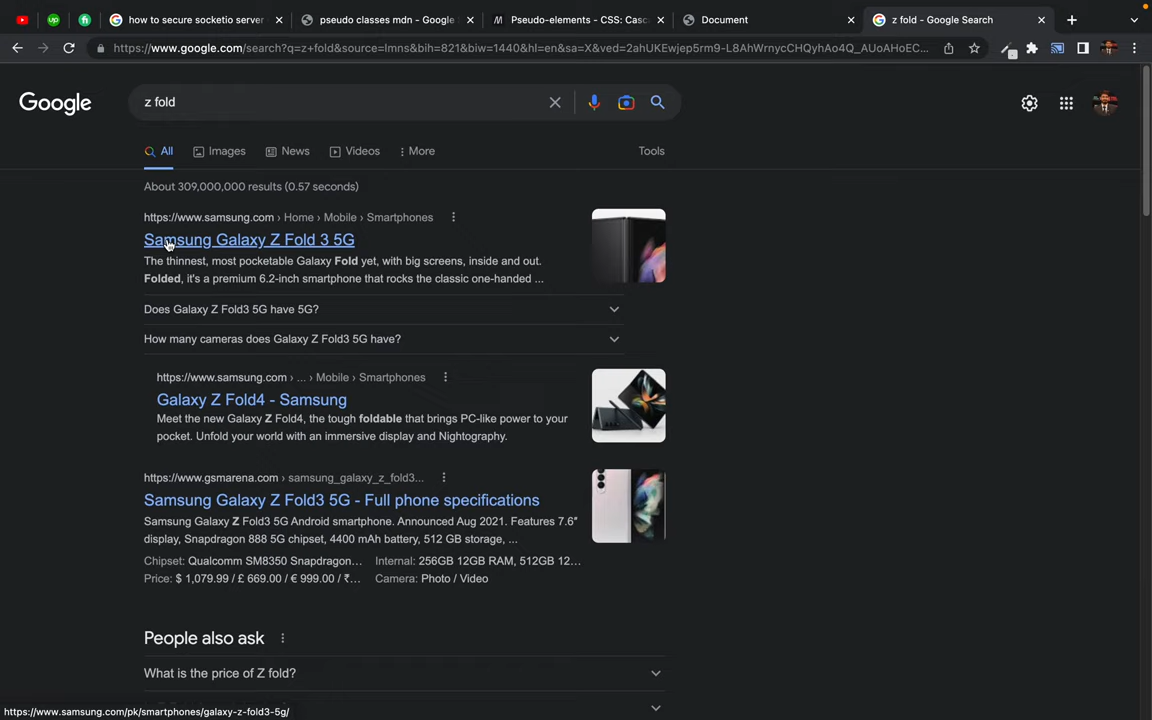 how to secure socketio server
pseudo classes mdn - Google
Pseudo-elements - CSS: Casc
Document
z fold - Google Search
https://www.google.com/search?q=z+fold&source=lmns&bih=821&biw=1440&hl=en&sa=X&ved=2ahUKEwjep5rm9-L8AhWrnycCHQyhAo4Q_AUoAHoEC...
Google
z fold
All
Images
News
Videos
More
Tools
About 309,000,000 results (0.57 seconds)
https://www.samsung.com › Home › Mobile › Smartphones
Samsung Galaxy Z Fold 3 5G
The thinnest, most pocketable Galaxy Fold yet, with big screens, inside and out.
Folded, it's a premium 6.2-inch smartphone that rocks the classic one-handed ...
Does Galaxy Z Fold3 5G have 5G?
How many cameras does Galaxy Z Fold3 5G have?
https://www.samsung.com › ... › Mobile › Smartphones
Galaxy Z Fold4 - Samsung
Meet the new Galaxy Z Fold4, the tough foldable that brings PC-like power to your
pocket. Unfold your world with an immersive display and Nightography.
https://www.gsmarena.com › samsung_galaxy_z_fold3...
Samsung Galaxy Z Fold3 5G - Full phone specifications
Samsung Galaxy Z Fold3 5G Android smartphone. Announced Aug 2021. Features 7.6″
display, Snapdragon 888 5G chipset, 4400 mAh battery, 512 GB storage, ...
Chipset: Qualcomm SM8350 Snapdragon...
Internal: 256GB 12GB RAM, 512GB 12...
Price: $ 1,079.99 / £ 669.00 / € 999.00 / ₹...
Camera: Photo / Video
People also ask
What is the price of Z fold?
https://www.samsung.com/pk/smartphones/galaxy-z-fold3-5g/